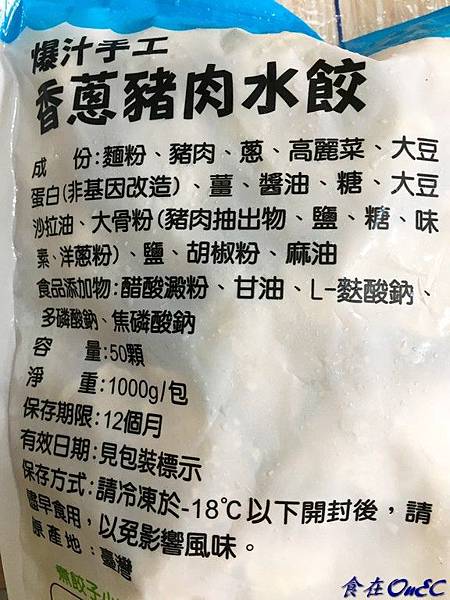 爆汁手工
香蔥豬肉水餃
成份:麵粉、豬肉、蔥、高麗菜、大豆
蛋白(非基因改造)、薑、醬油、糖、大豆
沙拉油、大骨粉(豬肉抽出物、鹽、糖、味
素、洋蔥粉)、鹽、胡椒粉、麻油
食品添加物:醋酸澱粉、甘油、L-麩酸鈉、
多磷酸鈉、焦磷酸鈉
容量:50顆
淨重:1000g/包
保存期限:12個月
有效日期:見包裝標示
保存方式:請冷凍於-18℃以下開封後,請
儘早食用,以免影響風味。
原產地:臺灣
煮餃子小
食在OnEC